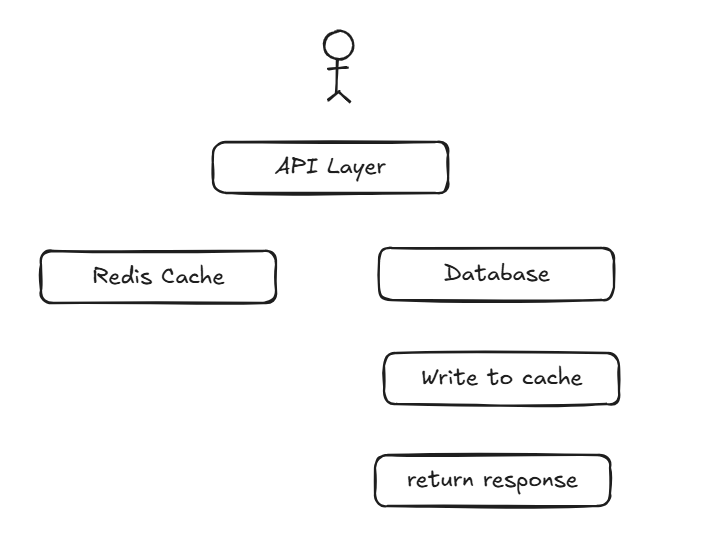 API Layer
Redis Cache
Database
Write to cache
return response